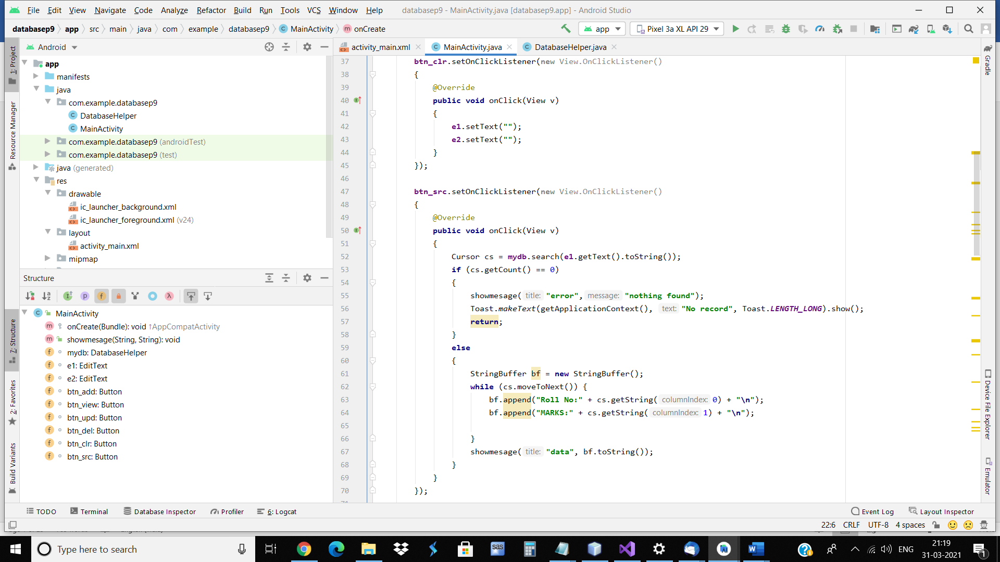 File Edit View Navigate Code Analyze Refactor Build Run Tools VCS Window Help databasep9 - MainActivity.java [databasep9.app] - Android Studio
databasep9 app src main java com example databasep9 MainActivity onCreate app Pixel 3a XL API 29
Android
activity_main.xml MainActivity.java DatabaseHelper.java
1: Project
Resource Manager
7: Structure
2: Favorites
Build Variants
app
manifests
java
com.example.databasep9
DatabaseHelper
MainActivity
com.example.databasep9 (androidTest)
com.example.databasep9 (test)
java (generated)
res
drawable
ic_launcher_background.xml
ic_launcher_foreground.xml (v24)
layout
activity_main.xml
mipmap
Structure
MainActivity
onCreate(Bundle): void ↑AppCompatActivity
showmesage(String, String): void
mydb: DatabaseHelper
e1: EditText
e2: EditText
btn_add: Button
btn_view: Button
btn_upd: Button
btn_del: Button
btn_clr: Button
btn_src: Button
37 btn_clr.setOnClickListener(new View.OnClickListener()
38 {
39 @Override
40 public void onClick(View v)
41 {
42 e1.setText("");
43 e2.setText("");
44 }
45 });
46
47 btn_src.setOnClickListener(new View.OnClickListener()
48 {
49 @Override
50 public void onClick(View v)
51 {
52 Cursor cs = mydb.search(e1.getText().toString());
53 if (cs.getCount() == 0)
54 {
55 showmesage( title: "error", message: "nothing found");
56 Toast.makeText(getApplicationContext(), text: "No record", Toast.LENGTH_LONG).show();
57 return;
58 }
59 else
60 {
61 StringBuffer bf = new StringBuffer();
62 while (cs.moveToNext()) {
63 bf.append("Roll No:" + cs.getString( columnIndex: 0) + "\n");
64 bf.append("MARKS:" + cs.getString( columnIndex: 1) + "\n");
65
66 }
67 showmesage( title: "data", bf.toString());
68 }
69 }
70 });
Gradle
Device File Explorer
Emulator
TODO Terminal Database Inspector Profiler 6: Logcat Event Log Layout Inspector
22:6 CRLF UTF-8 4 spaces
Type here to search
sas
ENG
21:19
31-03-2021
1